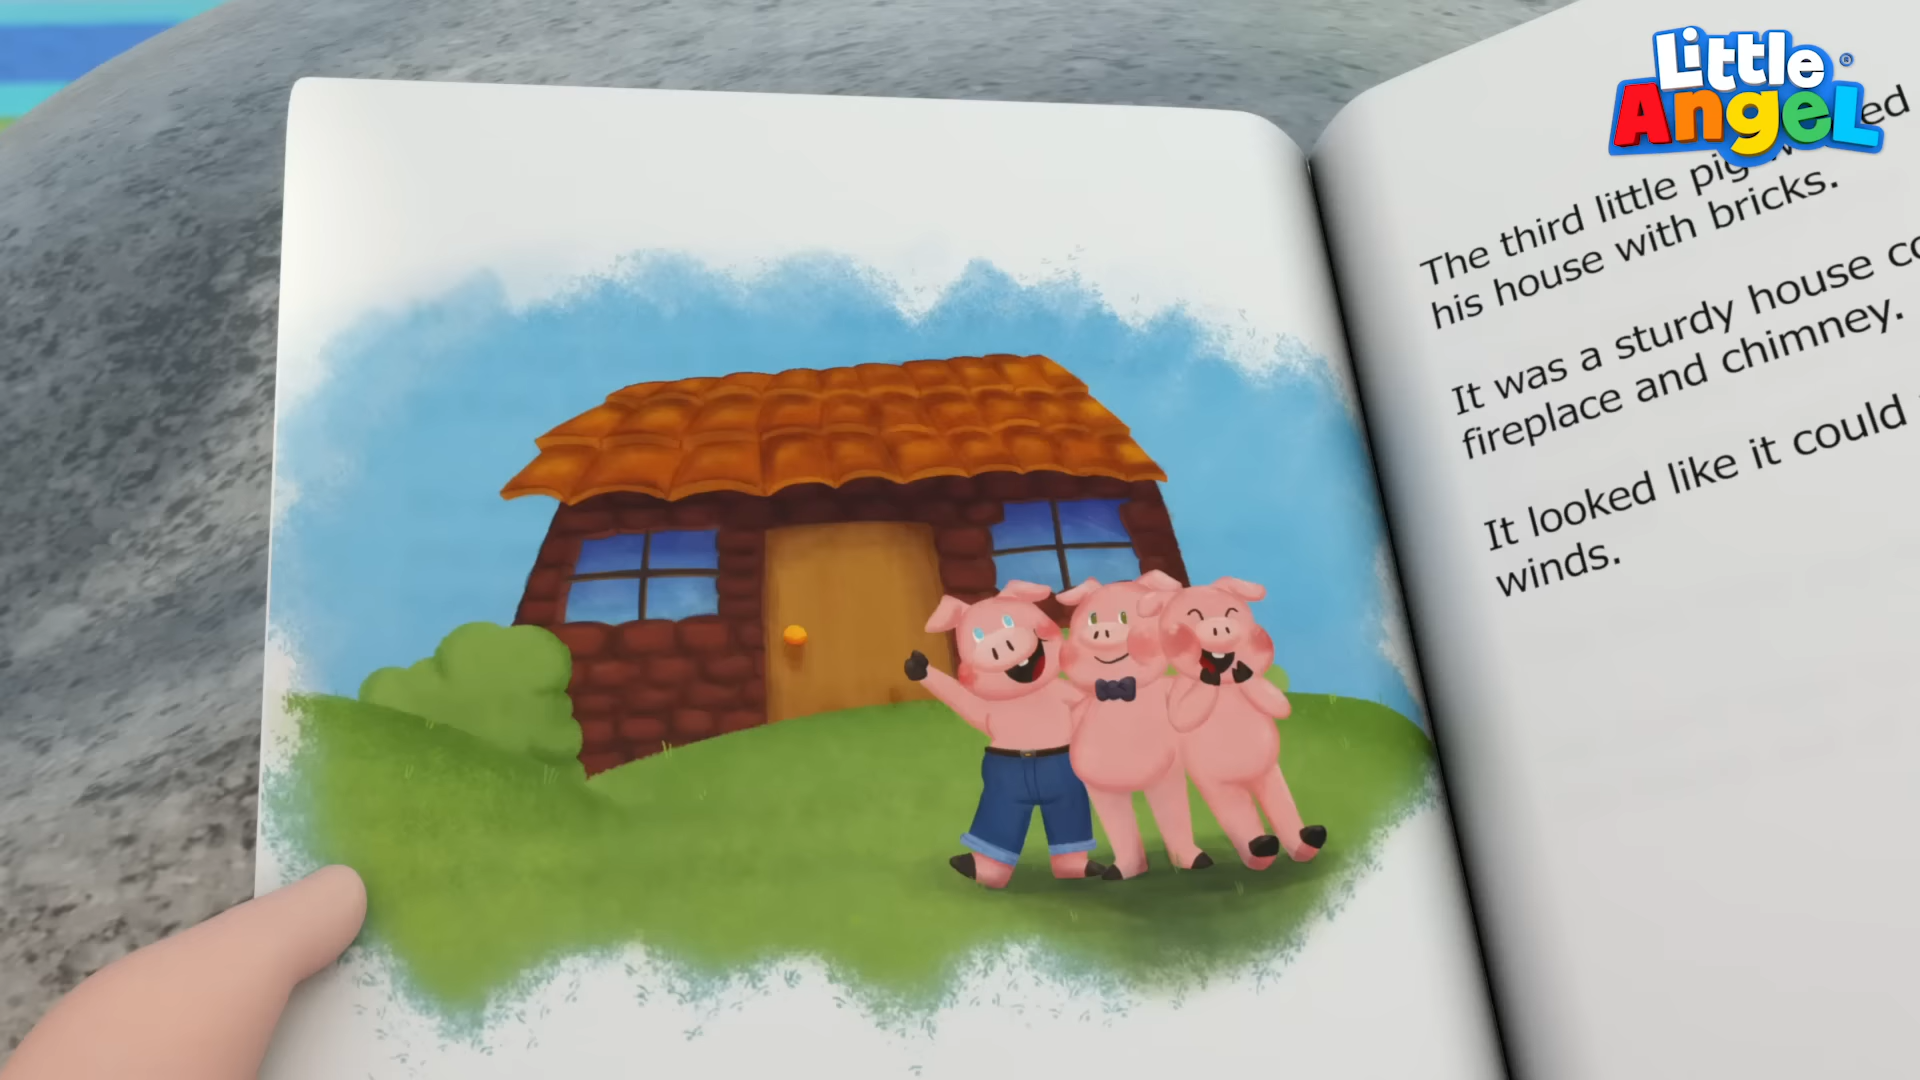 Little
Angel
®
ed
The third little pig
his house with bricks.
It was a sturdy house
fireplace and chimney.
It looked like it could
winds.